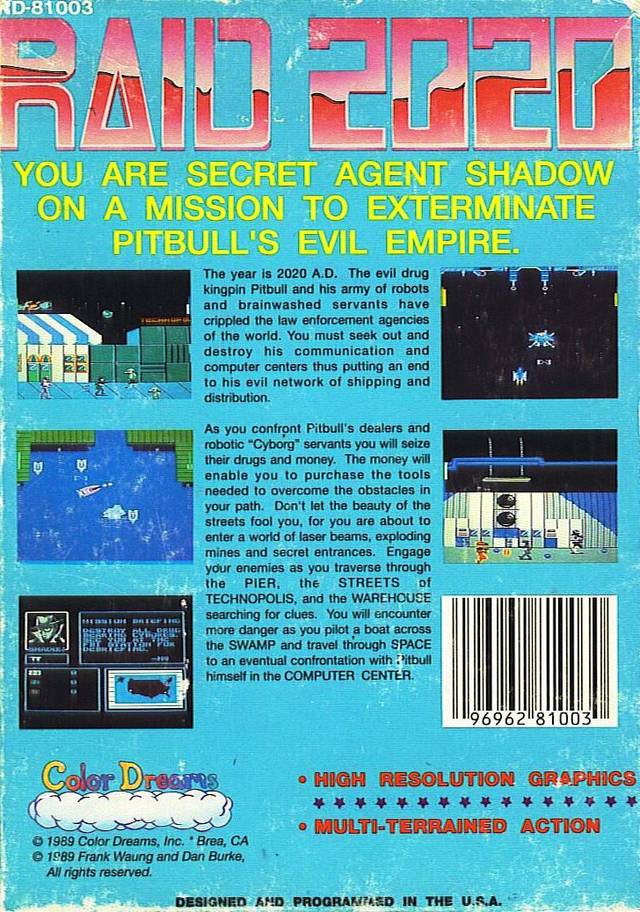 ND-81003
RAID 2020
YOU ARE SECRET AGENT SHADOW
ON A MISSION TO EXTERMINATE
PITBULL'S EVIL EMPIRE.
The year is 2020 A.D. The evil drug
kingpin Pitbull and his army of robots
and brainwashed servants have
crippled the law enforcement agencies
of the world. You must seek out and
destroy his communication and
computer centers thus putting an end
to his evil network of shipping and
distribution.
As you confront Pitbull's dealers and
robotic "Cyborg" servants you will seize
their drugs and money. The money will
enable you to purchase the tools
needed to overcome the obstacles in
your path. Don't let the beauty of the
streets fool you, for you are about to
enter a world of laser beams, exploding
mines and secret entrances. Engage
your enemies as you traverse through
the PIER, the STREETS of
TECHNOPOLIS, and the WAREHOUSE
searching for clues. You will encounter
more danger as you pilot a boat across
the SWAMP and travel through SPACE
to an eventual confrontation with Pitbull
himself in the COMPUTER CENTER.
MISSION BRIEFING
DESTROY ALL DRUG
SHADOW
96962 81003
Color Dreams
© 1989 Color Dreams, Inc. * Brea, CA
© 1989 Frank Waung and Dan Burke,
All rights reserved.
• HIGH RESOLUTION GRAPHICS
• MULTI-TERRAINED ACTION
DESIGNED AND PROGRAMMED IN THE U.S.A.